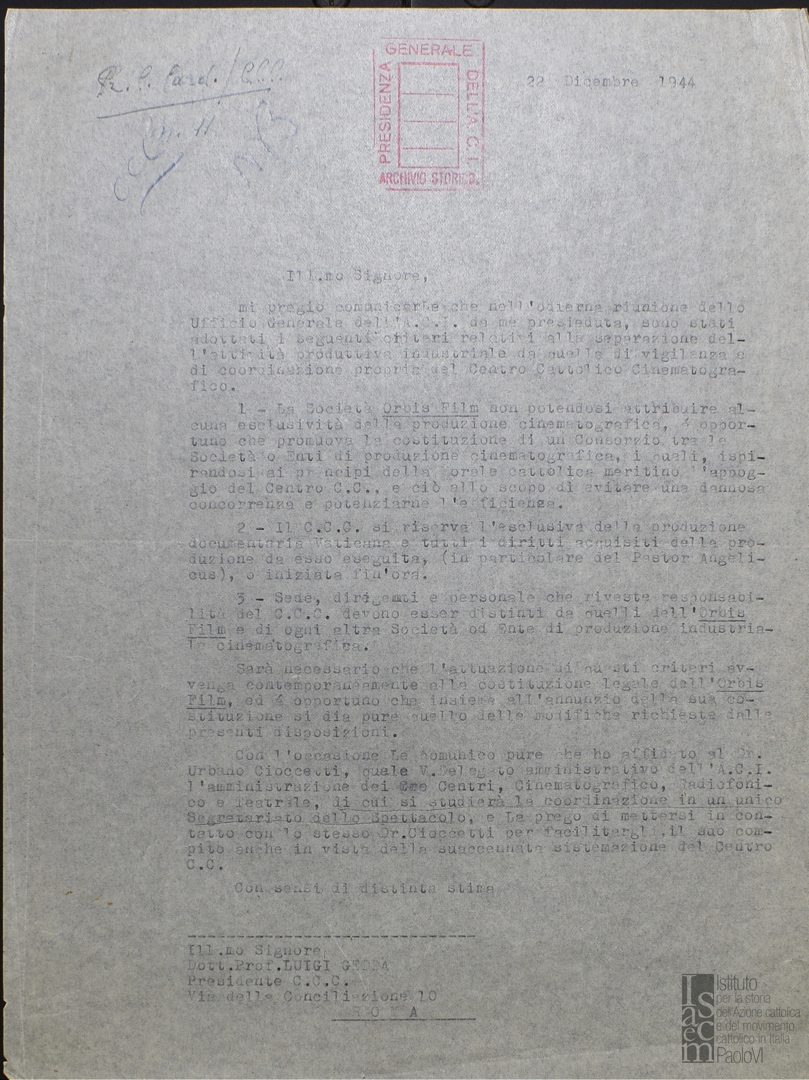 GENERALE
PRESIDENZA
DELL'A.C.I.
ARCHIVIO STORICO
22 Dicembre 1944
Ill.mo Signore,
mi pregio comunicarLe che nell'odierna riunione dello
Ufficio Generale dell'A.C.I. da me presieduta, sono stati
adottati i seguenti criteri relativi alla separazione del-
l'attività produttiva industriale da quella di vigilanza e
di coordinazione propria del Centro Cattolico Cinematogra-
fico.
1 - La Società Orbis Film non potendosi attribuire al-
cuna esclusività della produzione cinematografica, é oppor-
tuno che promuova la costituzione di un Consorzio tra le
Società o Enti di produzione cinematografica, i quali, ispi-
randosi ai principi della morale cattolica meritino l'appog-
gio del Centro C.C., e ciò allo scopo di evitare una dannosa
concorrenza e potenziarne l'efficienza.
2 - Il C.C.C. si riserva l'esclusiva della produzione
documentaria Vaticana e tutti i diritti acquisiti della pro-
duzione da esso eseguita, (in particolare del Pastor Angeli-
cus), o iniziata fin'ora.
3 - Sede, dirigenti e personale che riveste responsabi-
lità del C.C.C. devono esser distinti da quelli dell'Orbis
Film e di ogni altra Società od Ente di produzione industria-
le cinematografica.
Sarà necessario che l'attuazione di questi criteri av-
venga contemporaneamente alla costituzione legale dell'Orbis
Film, ed é opportuno che insieme all'annunzio della sua co-
stituzione si dia pure quello delle modifiche richieste dalle
presenti disposizioni.
Con l'occasione Le comunico pure che ho affidato al Dr.
Urbano Cioccetti, quale V.Delegato amministrativo dell'A.C.I.
l'amministrazione dei tre Centri, Cinematografico, Radiofoni-
co e Teatrale, di cui si studierà la coordinazione in un unico
Segretariato dello Spettacolo, e La prego di mettersi in con-
tatto con lo stesso Dr.Cioccetti per facilitargli il suo com-
pito anche in vista della suaccennata sistemazione del Centro
C.C.
Con sensi di distinta stima
Ill.mo Signore
Dott.Prof.LUIGI GEDDA
Presidente C.C.C.
Via della Conciliazione 10
ROMA
Isacem
Istituto
per la storia
dell'Azione cattolica
e del movimento
cattolico in Italia
Paolo VI